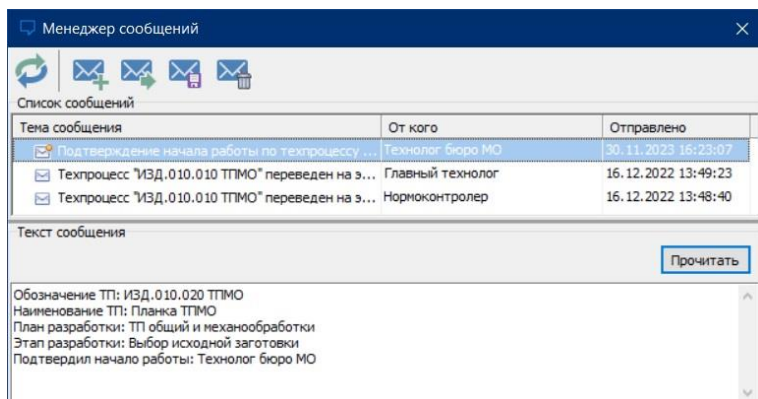 Менеджер сообщений
Список сообщений
Тема сообщения От кого Отправлено
Подтверждение начала работы по техпроцессу ... Технолог бюро МО 30.11.2023 16:23:07
Техпроцесс "ИЗД.010.010 ТПМО" переведен на э... Главный технолог 16.12.2022 13:49:23
Техпроцесс "ИЗД.010.010 ТПМО" переведен на э... Нормоконтролер 16.12.2022 13:48:40
Текст сообщения
Прочитать
Обозначение ТП: ИЗД.010.020 ТПМО
Наименование ТП: Планка ТПМО
План разработки: ТП общий и механообработки
Этап разработки: Выбор исходной заготовки
Подтвердил начало работы: Технолог бюро МО